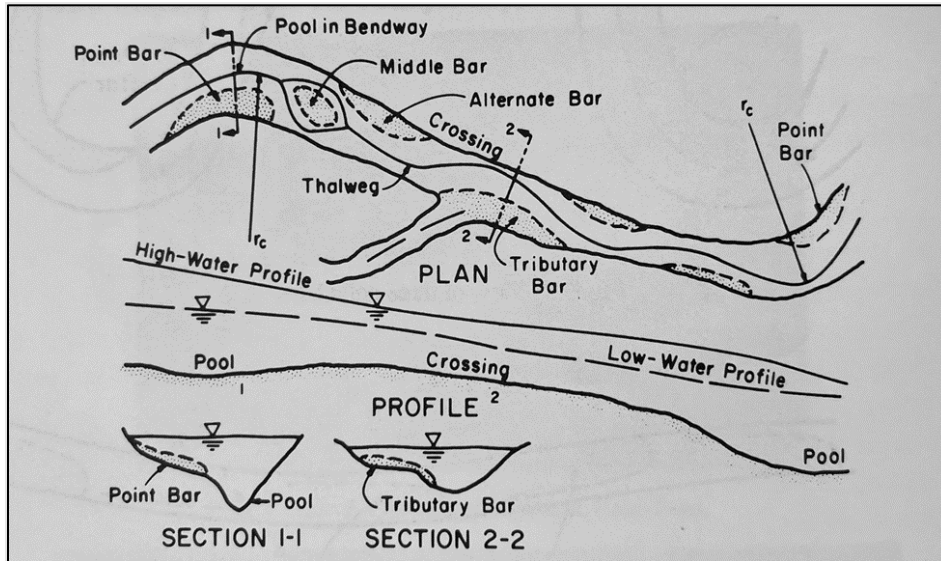 1
Pool in Bendway
Point Bar
Middle Bar
Alternate Bar
Crossing
2
rc
Point
Bar
1
Thalweg
rc
2
High-Water Profile
PLAN
Tributary
Bar
Pool
Crossing
Low-Water Profile
1
PROFILE
2
Pool
Point Bar
Pool
Tributary Bar
SECTION 1-1
SECTION 2-2